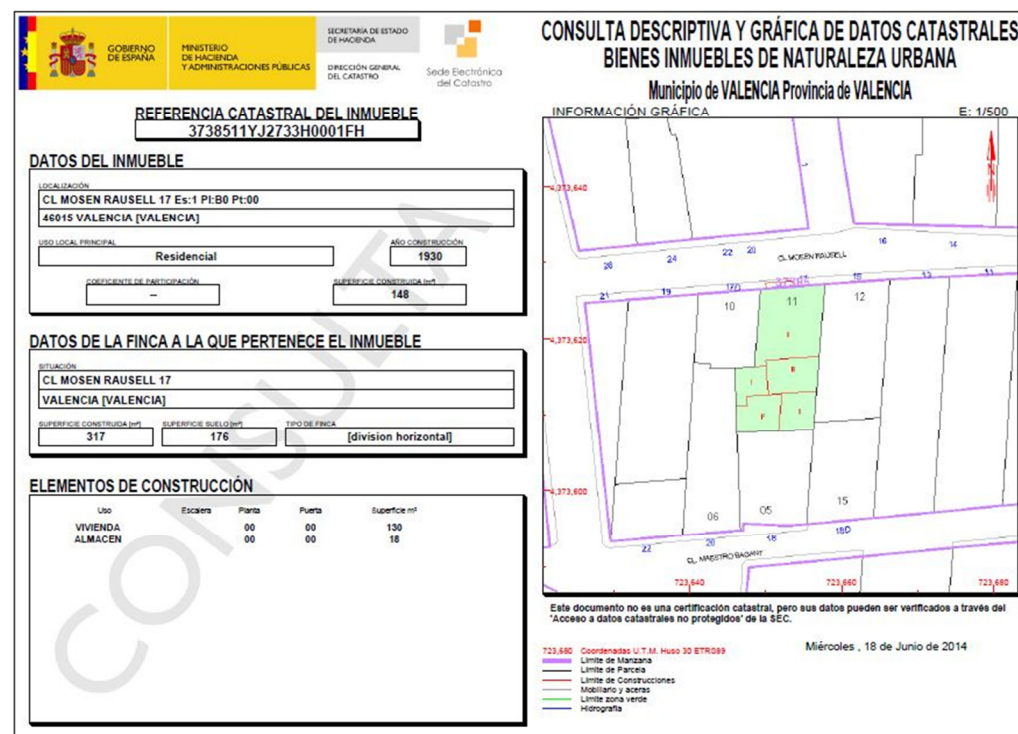 GOBIERNO
DE ESPAÑA
MINISTERIO
DE HACIENDA
Y ADMINISTRACIONES PÚBLICAS
SECRETARÍA DE ESTADO
DE HACIENDA
DIRECCIÓN GENERAL
DEL CATASTRO
Sede Electrónica
del Catastro
REFERENCIA CATASTRAL DEL INMUEBLE
3738511YJ2733H0001FH
DATOS DEL INMUEBLE
LOCALIZACIÓN
CL MOSEN RAUSELL 17 Es:1 Pl:B0 Pt:00
46015 VALENCIA [VALENCIA]
USO LOCAL PRINCIPAL
Residencial
AÑO CONSTRUCCIÓN
1930
COEFICIENTE DE PARTICIPACIÓN
--
SUPERFICIE CONSTRUIDA [m²]
148
DATOS DE LA FINCA A LA QUE PERTENECE EL INMUEBLE
SITUACIÓN
CL MOSEN RAUSELL 17
VALENCIA [VALENCIA]
SUPERFICIE CONSTRUIDA [m²]
317
SUPERFICIE SUELO [m²]
176
TIPO DE FINCA
[division horizontal]
ELEMENTOS DE CONSTRUCCIÓN
Uso Escalera Planta Puerta Superficie m²
VIVIENDA 00 00 130
ALMACEN 00 00 18
CONSULTA
CONSULTA DESCRIPTIVA Y GRÁFICA DE DATOS CATASTRALES
BIENES INMUEBLES DE NATURALEZA URBANA
Municipio de VALENCIA Provincia de VALENCIA
INFORMACIÓN GRÁFICA E: 1/500
4,373,640
16 14
CL MOSEN RAUSELL
26 24 22 20
21 19 17 15 13 11
10 11 12
4,373,620
I
I II
P I
4,373,600
06 05 15
22 20 18 18D
CL MAESTRO BAGANT
723,640 723,660 723,680
Este documento no es una certificación catastral, pero sus datos pueden ser verificados a través del
'Acceso a datos catastrales no protegidos' de la SEC.
Miércoles , 18 de Junio de 2014
723,680 Coordenadas U.T.M. Huso 30 ETRS89
Límite de Manzana
Límite de Parcela
Límite de Construcciones
Mobiliario y aceras
Límite zona verde
Hidrografía